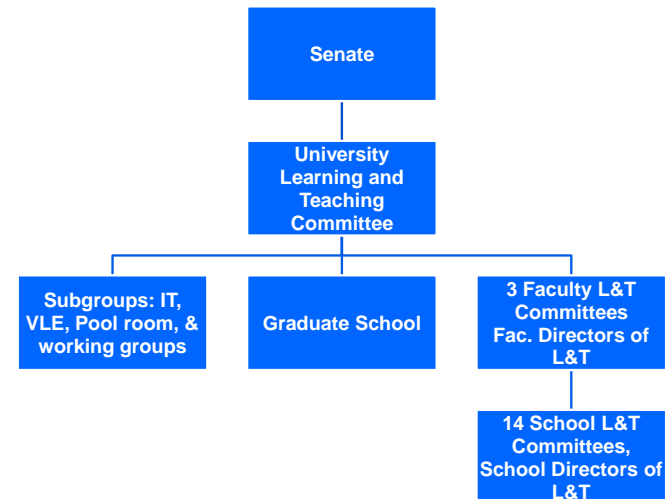 Senate
University
Learning and
Teaching
Committee
Subgroups: IT,
VLE, Pool room, &
working groups
Graduate School
3 Faculty L&T
Committees
Fac. Directors of
L&T
14 School L&T
Committees,
School Directors of
L&T